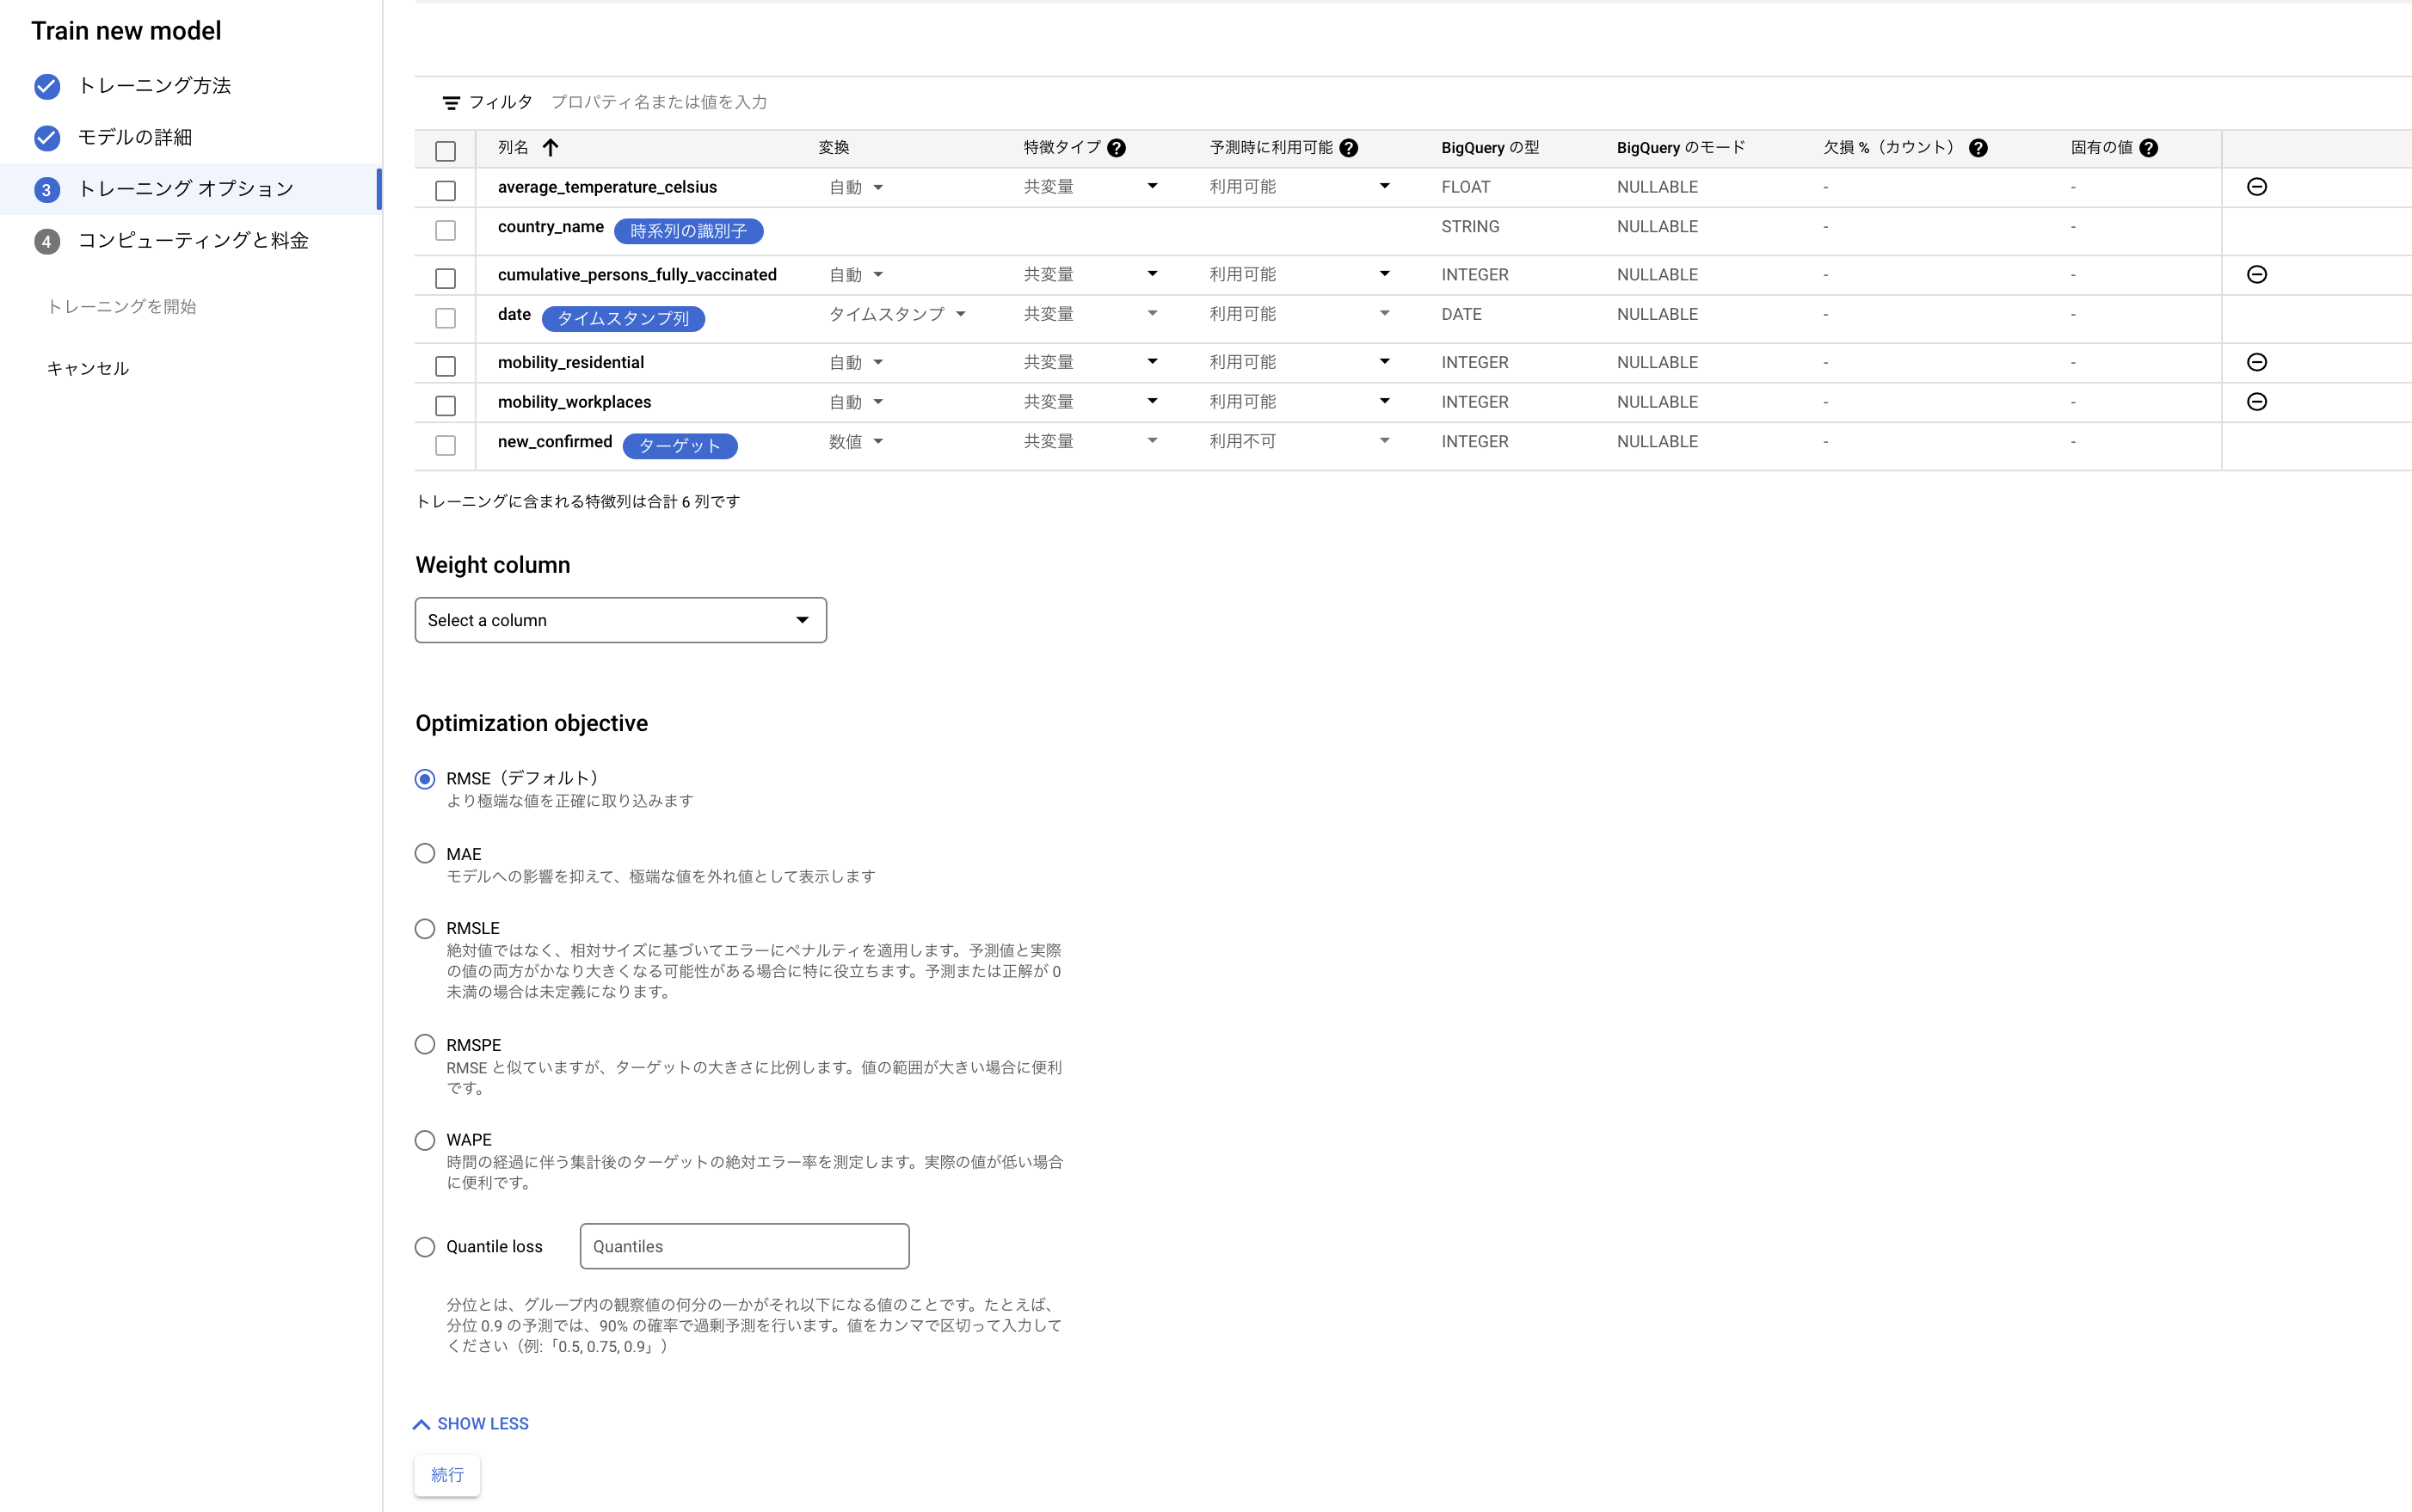 Train new model
トレーニング方法
モデルの詳細
3 トレーニング オプション
4 コンピューティングと料金
トレーニングを開始
キャンセル
フィルタ プロパティ名または値を入力
列名 変換 特徴タイプ ? 予測時に利用可能 ? BigQuery の型 BigQuery のモード 欠損 %（カウント） ? 固有の値 ?
average_temperature_celsius 自動 共変量 利用可能 FLOAT NULLABLE - -
country_name 時系列の識別子 STRING NULLABLE - -
cumulative_persons_fully_vaccinated 自動 共変量 利用可能 INTEGER NULLABLE - -
date タイムスタンプ列 タイムスタンプ 共変量 利用可能 DATE NULLABLE - -
mobility_residential 自動 共変量 利用可能 INTEGER NULLABLE - -
mobility_workplaces 自動 共変量 利用可能 INTEGER NULLABLE - -
new_confirmed ターゲット 数値 共変量 利用不可 INTEGER NULLABLE - -
トレーニングに含まれる特徴列は合計 6 列です
Weight column
Select a column
Optimization objective
RMSE（デフォルト）
より極端な値を正確に取り込みます
MAE
モデルへの影響を抑えて、極端な値を外れ値として表示します
RMSLE
絶対値ではなく、相対サイズに基づいてエラーにペナルティを適用します。予測値と実際
の値の両方がかなり大きくなる可能性がある場合に特に役立ちます。予測または正解が 0
未満の場合は未定義になります。
RMSPE
RMSE と似ていますが、ターゲットの大きさに比例します。値の範囲が大きい場合に便利
です。
WAPE
時間の経過に伴う集計後のターゲットの絶対エラー率を測定します。実際の値が低い場合
に便利です。
Quantile loss Quantiles
分位とは、グループ内の観察値の何分の一かがそれ以下になる値のことです。たとえば、
分位 0.9 の予測では、90% の確率で過剰予測を行います。値をカンマで区切って入力して
ください（例:「0.5, 0.75, 0.9」）
SHOW LESS
続行